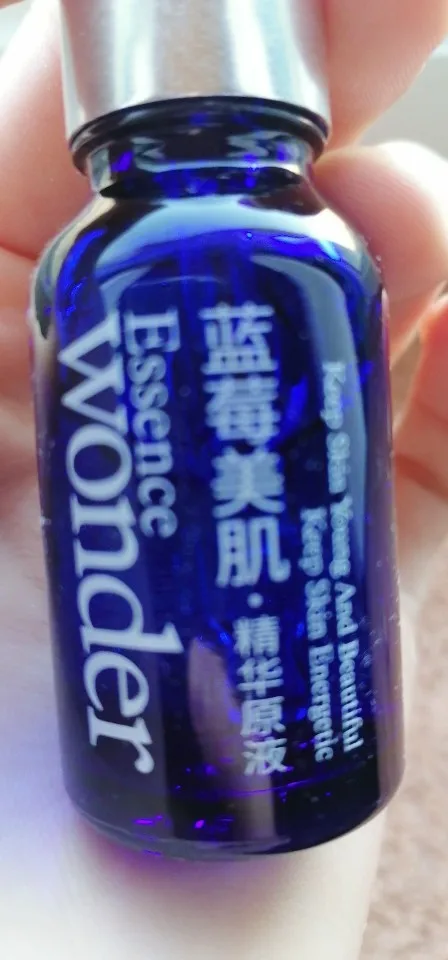 Keep Skin Young And Beautiful
Keep Skin Energetic
蓝莓美肌·精华原液
Essence
wonder